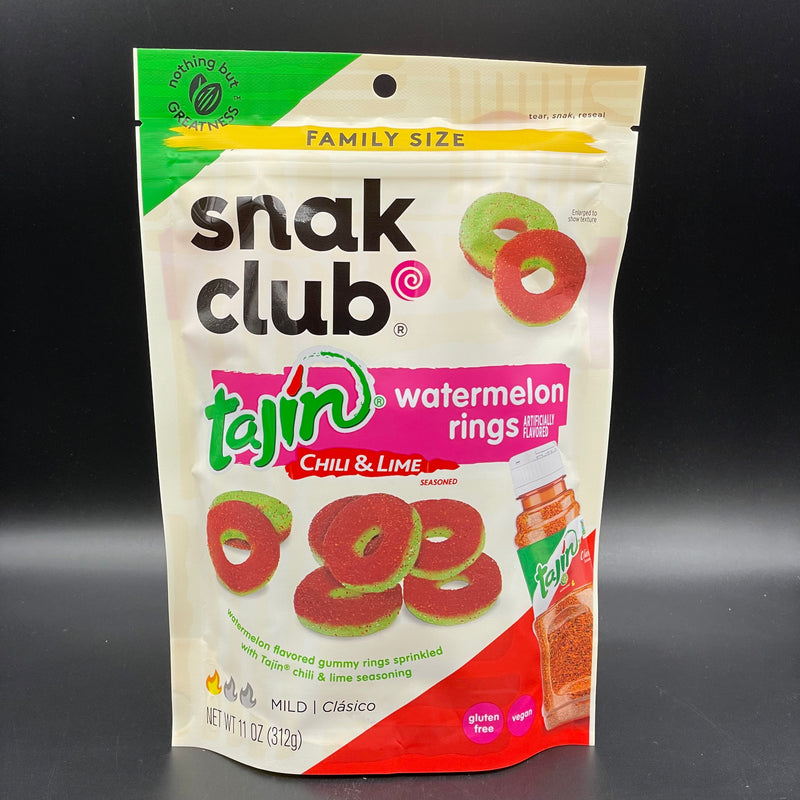 nothing but
GREATNESS
tear, snak, reseal
FAMILY SIZE
snak
club®
Enlarged to
show texture
tajín®
watermelon
rings
ARTIFICIALLY
FLAVORED
CHILI & LIME
SEASONED
tajín
watermelon flavored gummy rings sprinkled
with Tajín® chili & lime seasoning
MILD | Clásico
NET WT 11 OZ (312g)
gluten
free
vegan